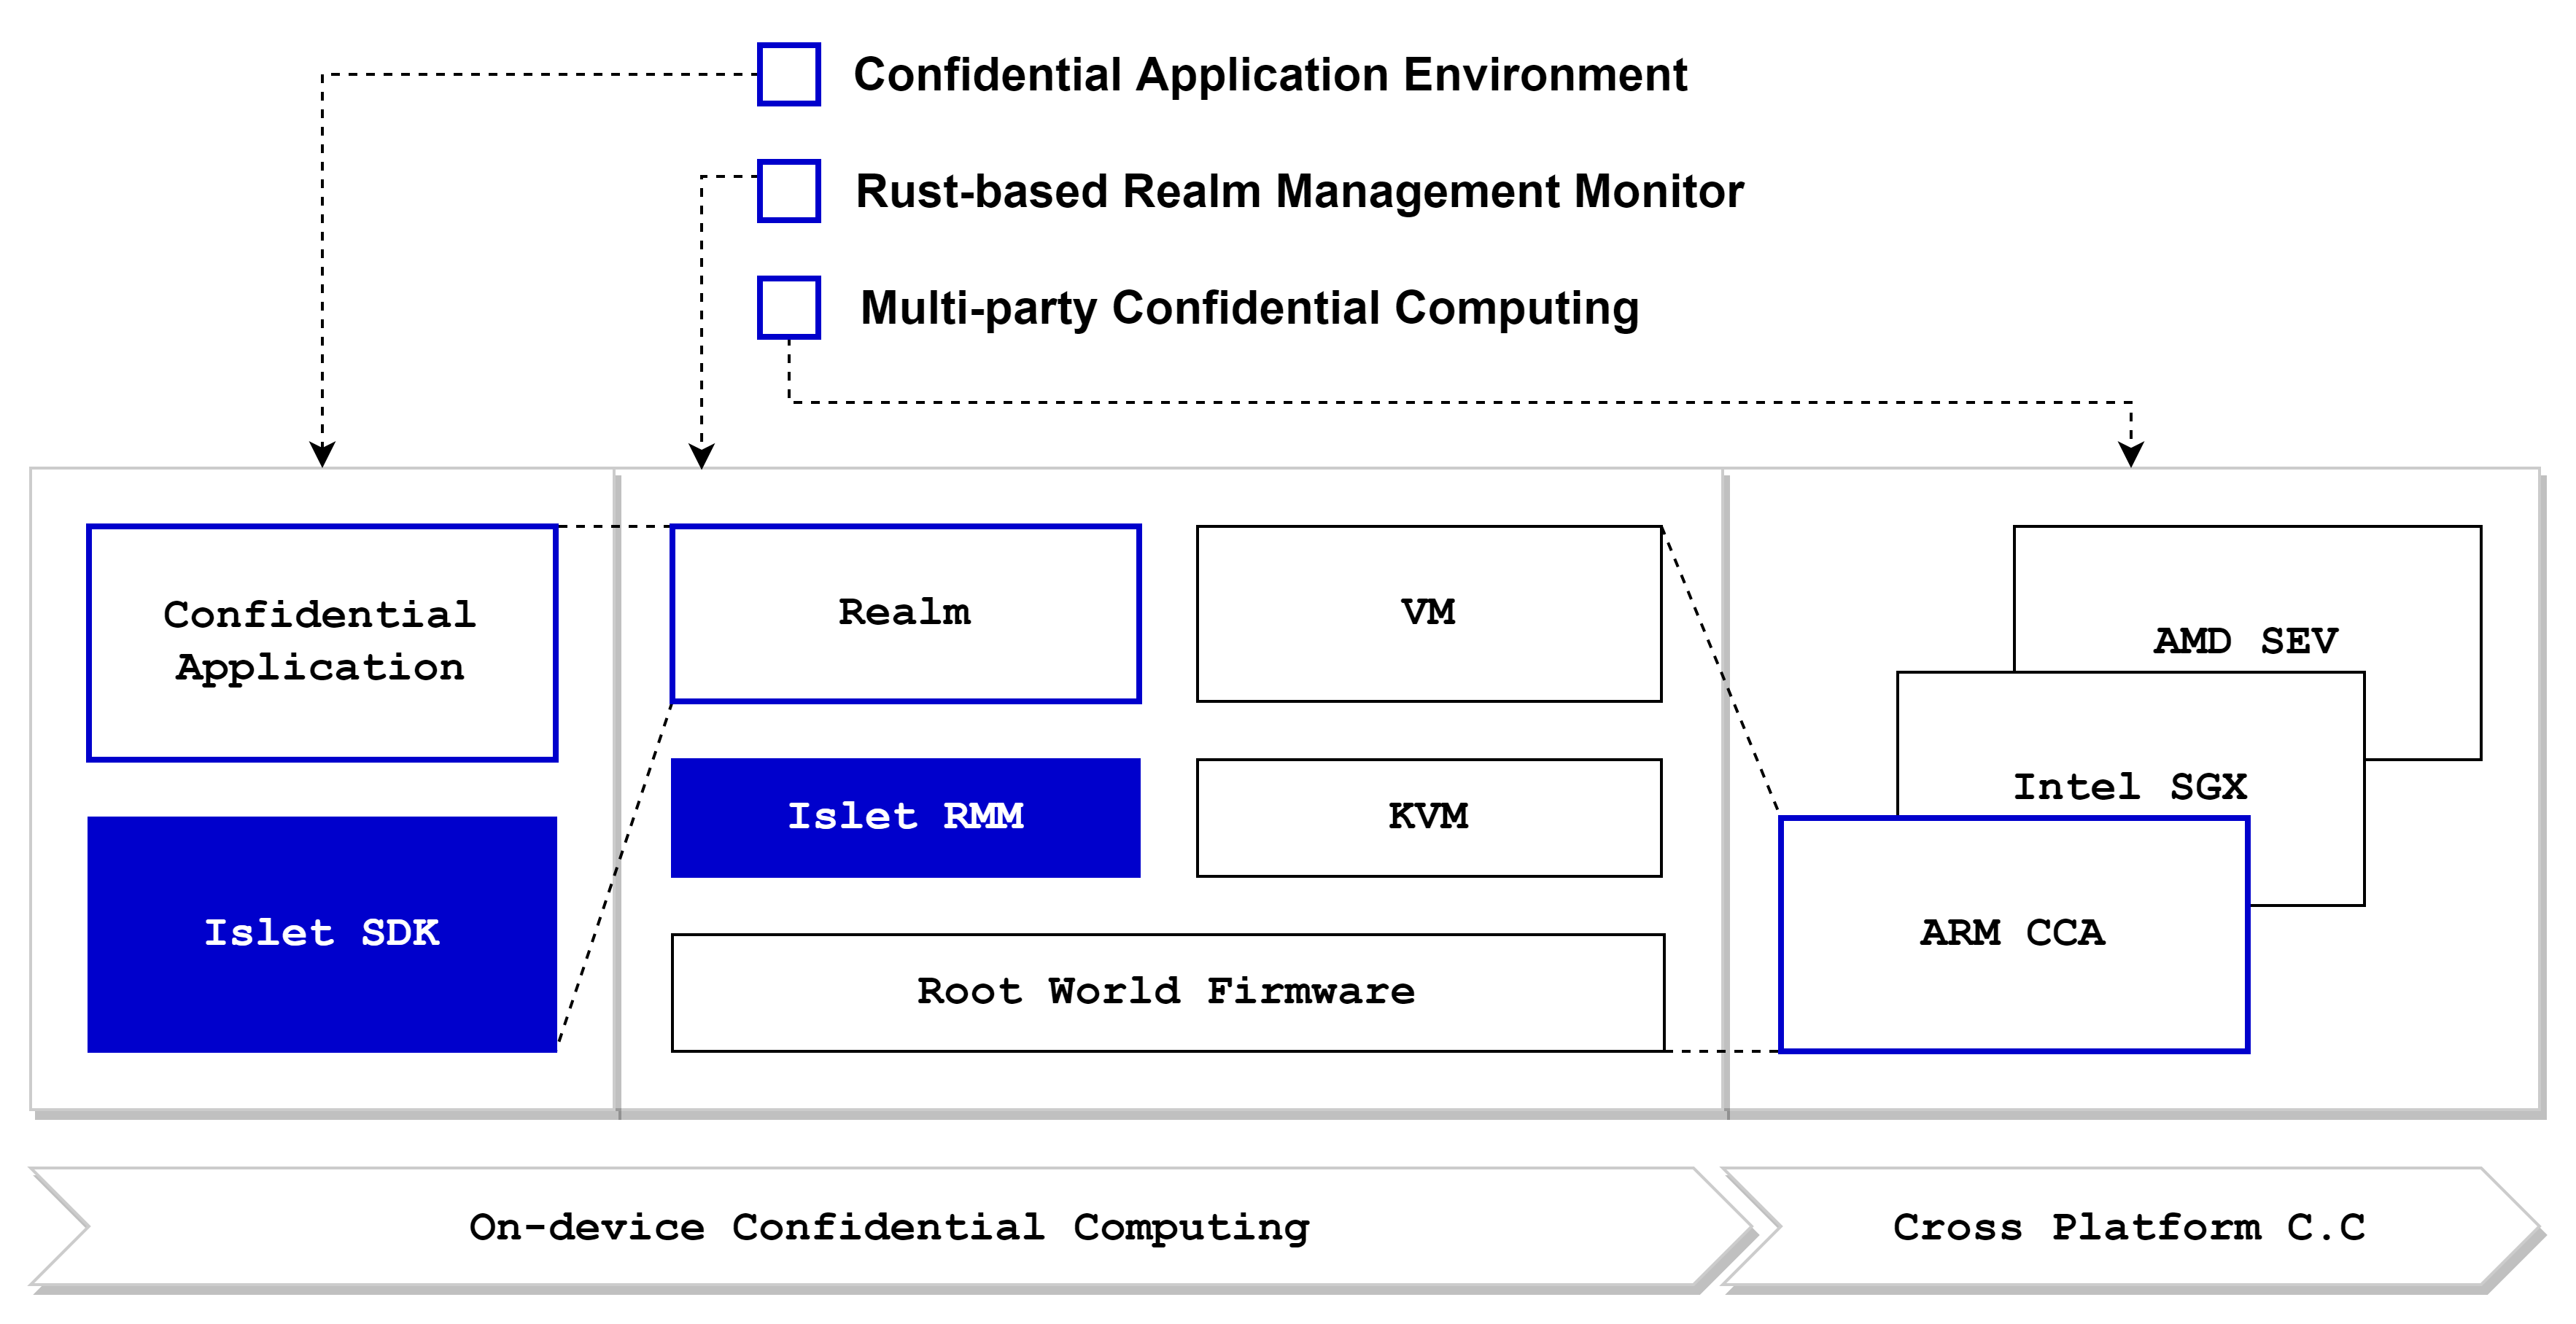 Confidential Application Environment
Rust-based Realm Management Monitor
Multi-party Confidential Computing
Confidential
Application
Islet SDK
Realm
VM
Islet RMM
KVM
Root World Firmware
AMD SEV
Intel SGX
ARM CCA
On-device Confidential Computing
Cross Platform C.C